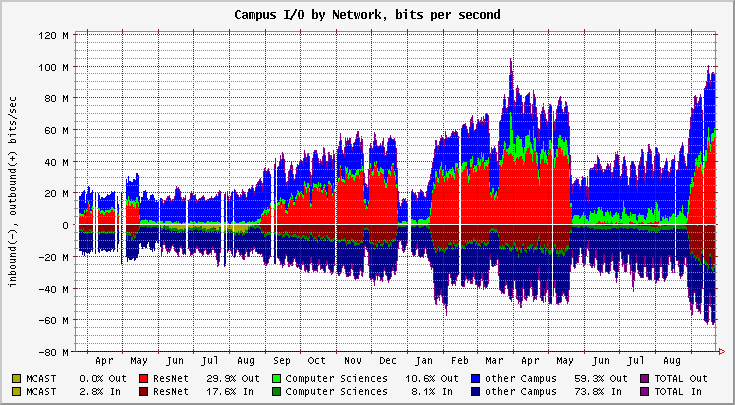 Campus I/O by Network, bits per second
inbound(-), outbound(+) bits/sec
120 M
100 M
80 M
60 M
40 M
20 M
0
-20 M
-40 M
-60 M
-80 M
Apr May Jun Jul Aug Sep Oct Nov Dec Jan Feb Mar Apr May Jun Jul Aug
MCAST 0.0% Out ResNet 29.9% Out Computer Sciences 10.6% Out other Campus 59.3% Out TOTAL Out
MCAST 2.8% In ResNet 17.6% In Computer Sciences 8.1% In other Campus 73.8% In TOTAL In